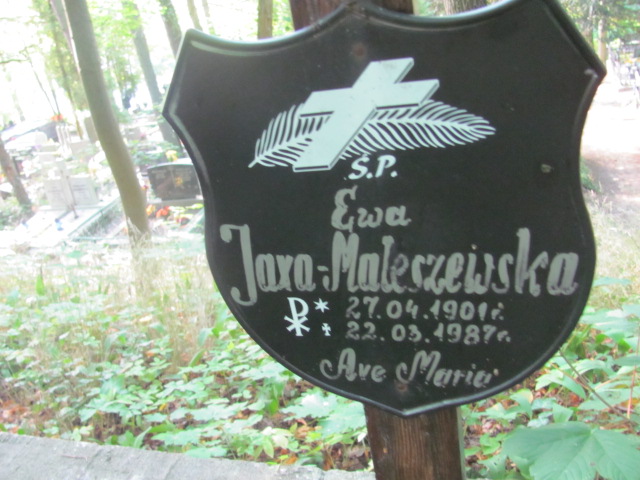 Ś.P.
Ewa
Jaxa-Maleszewska
* 27.04.1901r.
✝ 22.03.1987r.
Ave Maria